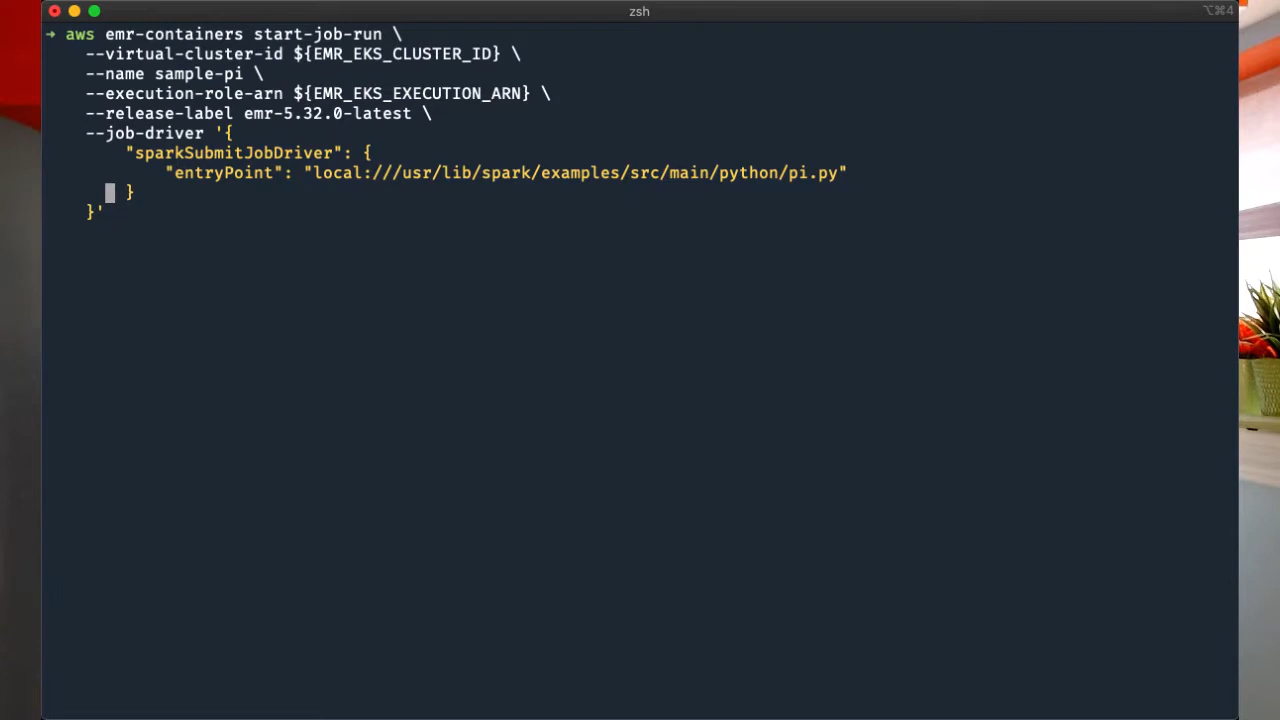 zsh
⌥⌘4
➜ aws emr-containers start-job-run \
--virtual-cluster-id ${EMR_EKS_CLUSTER_ID} \
--name sample-pi \
--execution-role-arn ${EMR_EKS_EXECUTION_ARN} \
--release-label emr-5.32.0-latest \
--job-driver '{
"sparkSubmitJobDriver": {
"entryPoint": "local:///usr/lib/spark/examples/src/main/python/pi.py"
}
}'